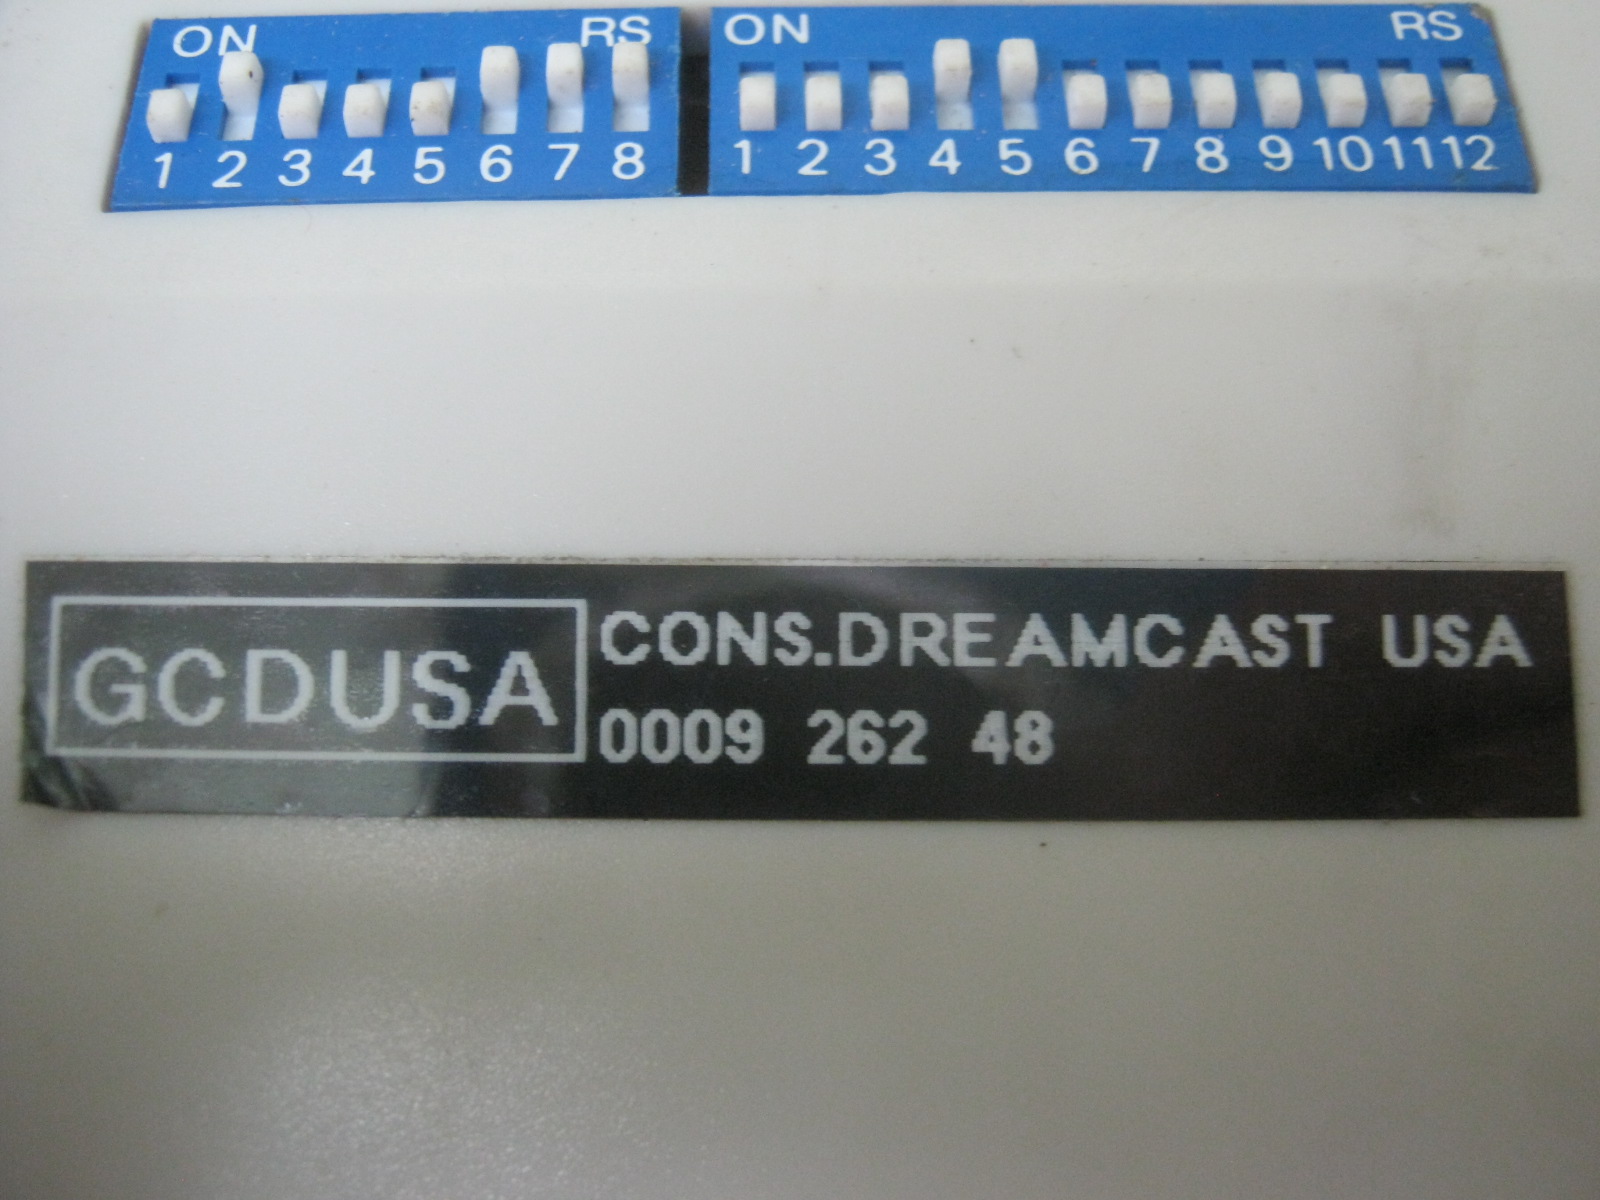 ON RS
1 2 3 4 5 6 7 8
ON RS
1 2 3 4 5 6 7 8 9 10 11 12
GCDUSA
CONS.DREAMCAST USA
0009 262 48